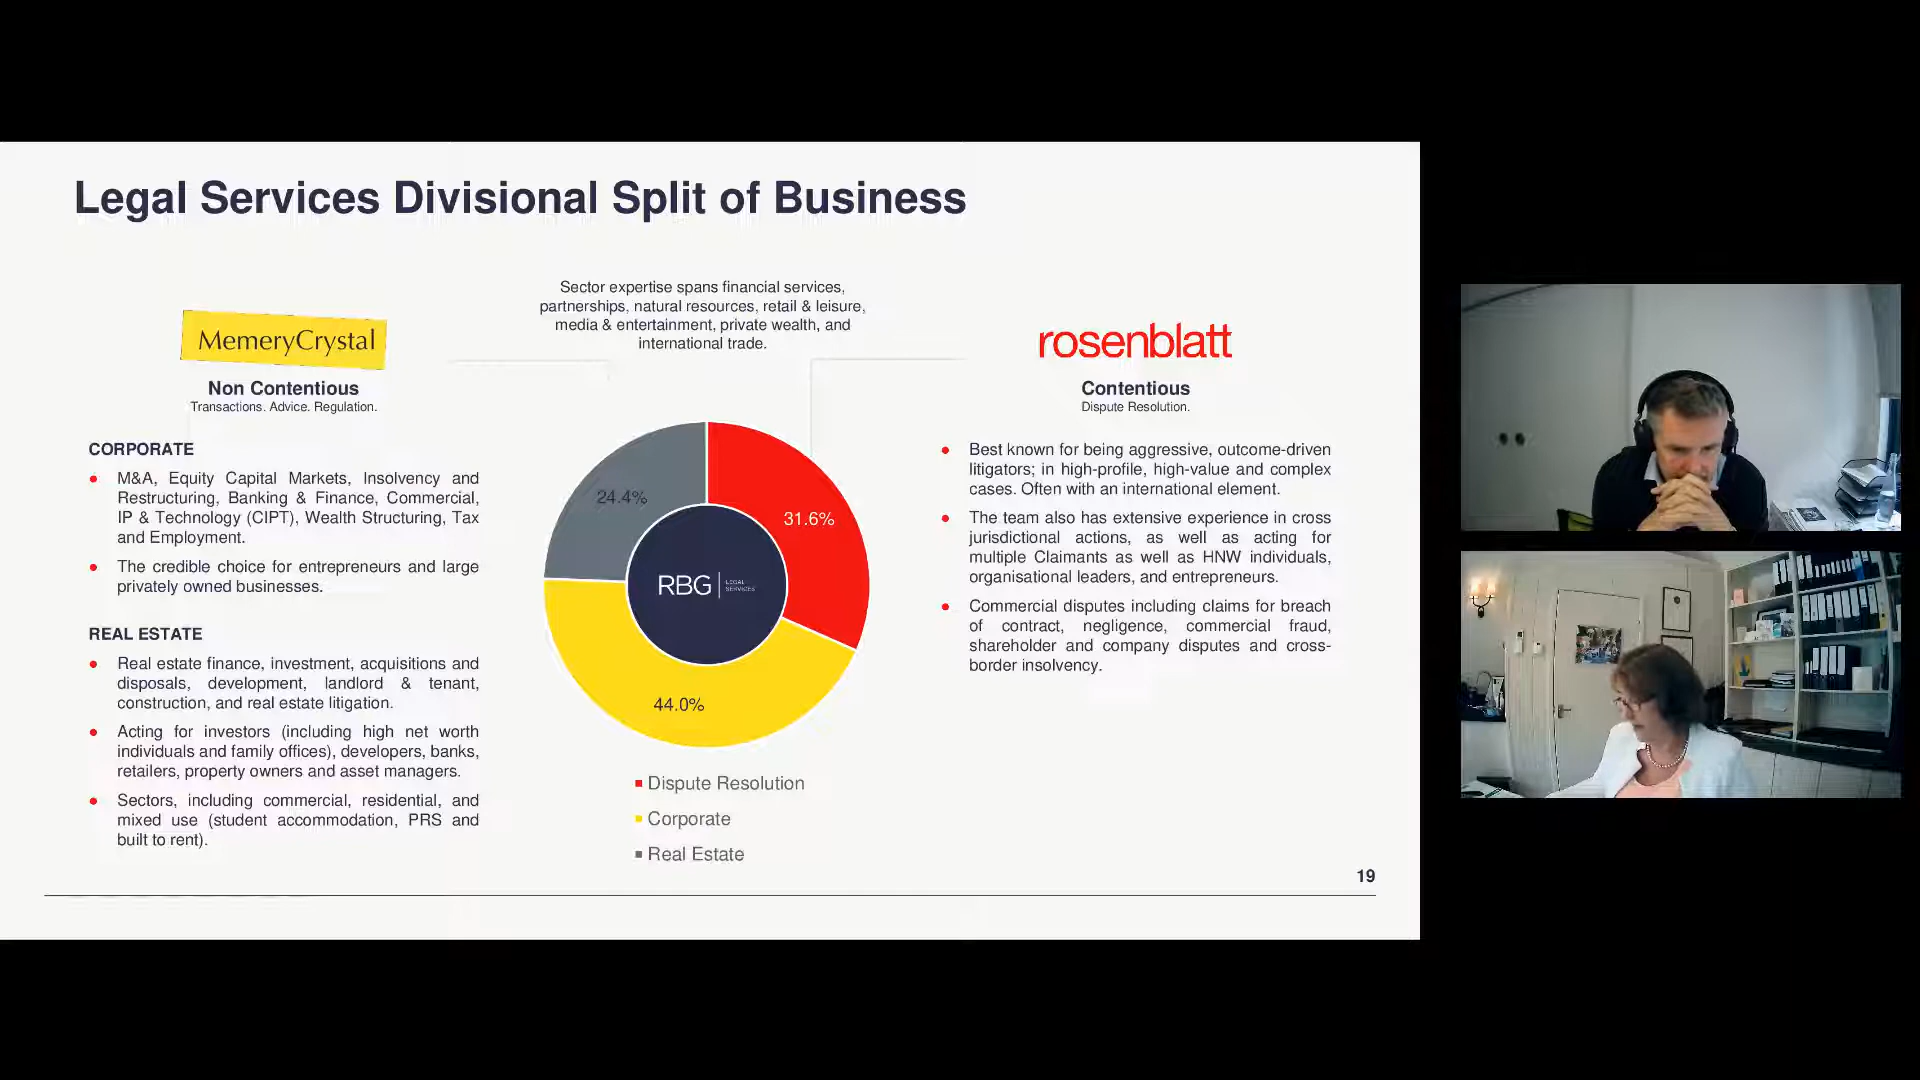 Legal Services Divisional Split of Business
Sector expertise spans financial services,
partnerships, natural resources, retail & leisure,
media & entertainment, private wealth, and
international trade.
MemeryCrystal
Non Contentious
Transactions. Advice. Regulation.
CORPORATE
• M&A, Equity Capital Markets, Insolvency and
Restructuring, Banking & Finance, Commercial,
IP & Technology (CIPT), Wealth Structuring, Tax
and Employment.
• The credible choice for entrepreneurs and large
privately owned businesses.
REAL ESTATE
• Real estate finance, investment, acquisitions and
disposals, development, landlord & tenant,
construction, and real estate litigation.
• Acting for investors (including high net worth
individuals and family offices), developers, banks,
retailers, property owners and asset managers.
• Sectors, including commercial, residential, and
mixed use (student accommodation, PRS and
built to rent).
24.4%
31.6%
RBG
LEGAL
SERVICES
44.0%
Dispute Resolution
Corporate
Real Estate
rosenblatt
Contentious
Dispute Resolution.
• Best known for being aggressive, outcome-driven
litigators; in high-profile, high-value and complex
cases. Often with an international element.
• The team also has extensive experience in cross
jurisdictional actions, as well as acting for
multiple Claimants as well as HNW individuals,
organisational leaders, and entrepreneurs.
• Commercial disputes including claims for breach
of contract, negligence, commercial fraud,
shareholder and company disputes and cross-
border insolvency.
19